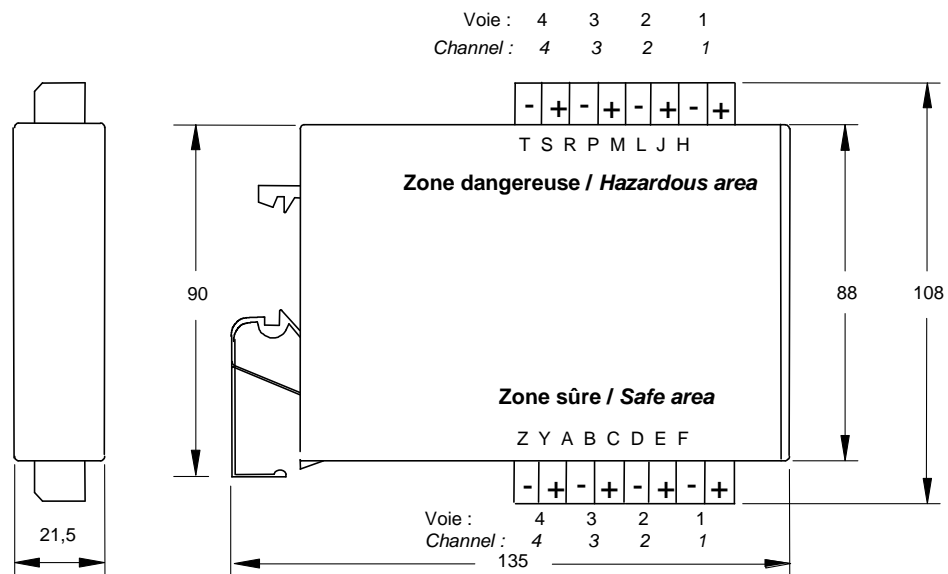 Voie : 4 3 2 1
Channel : 4 3 2 1
- + - + - + - +
T S R P M L J H
Zone dangereuse / Hazardous area
90
88
108
Zone sûre / Safe area
Z Y A B C D E F
- + - + - + - +
Voie : 4 3 2 1
Channel : 4 3 2 1
21,5
135